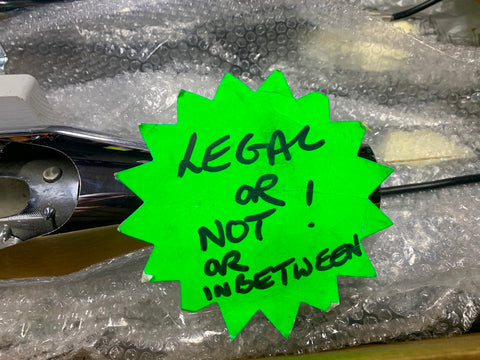 LEGAL
OR
NOT !
OR
INBETWEEN